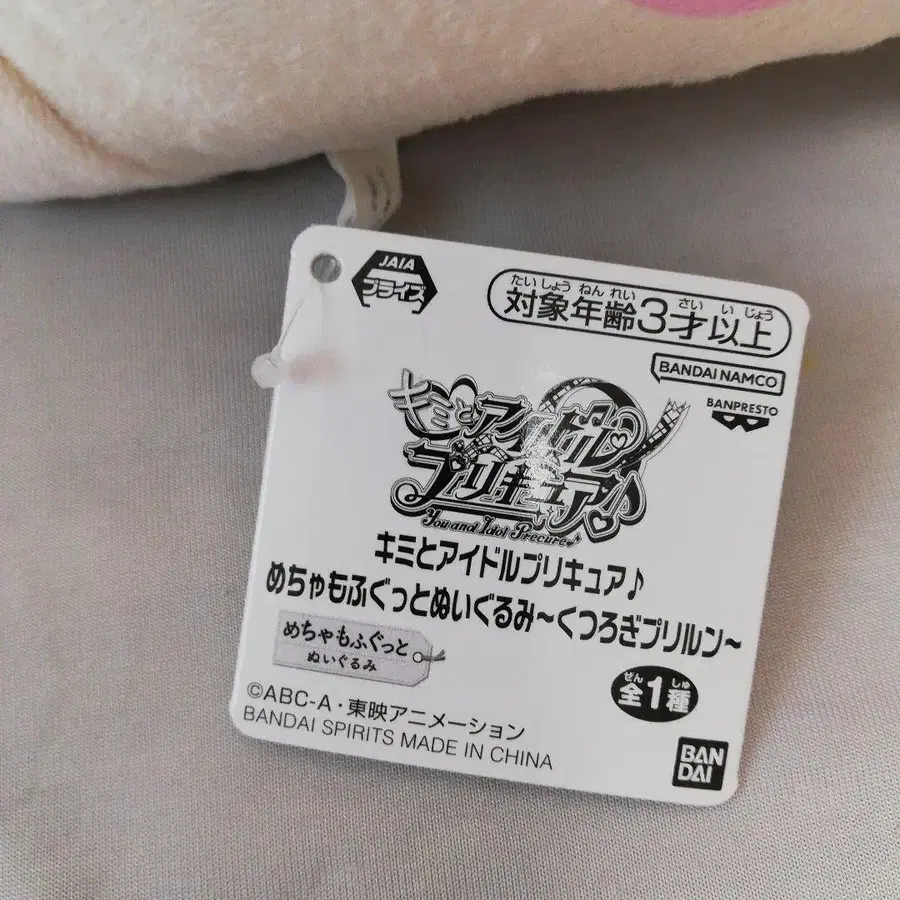 JAIA
プライズ
たいしょうねんれい さいいじょう
対象年齢3才以上
BANDAI NAMCO
BANPRESTO
キミとアイドル
プリキュア♪
You and Idol Precure♪
キミとアイドルプリキュア♪
めちゃもふぐっとぬいぐるみ~くつろぎプリルン~
めちゃもふぐっと
ぬいぐるみ
ぜん しゅ
全1種
©ABC-A・東映アニメーション
BANDAI SPIRITS MADE IN CHINA
BAN
DAI